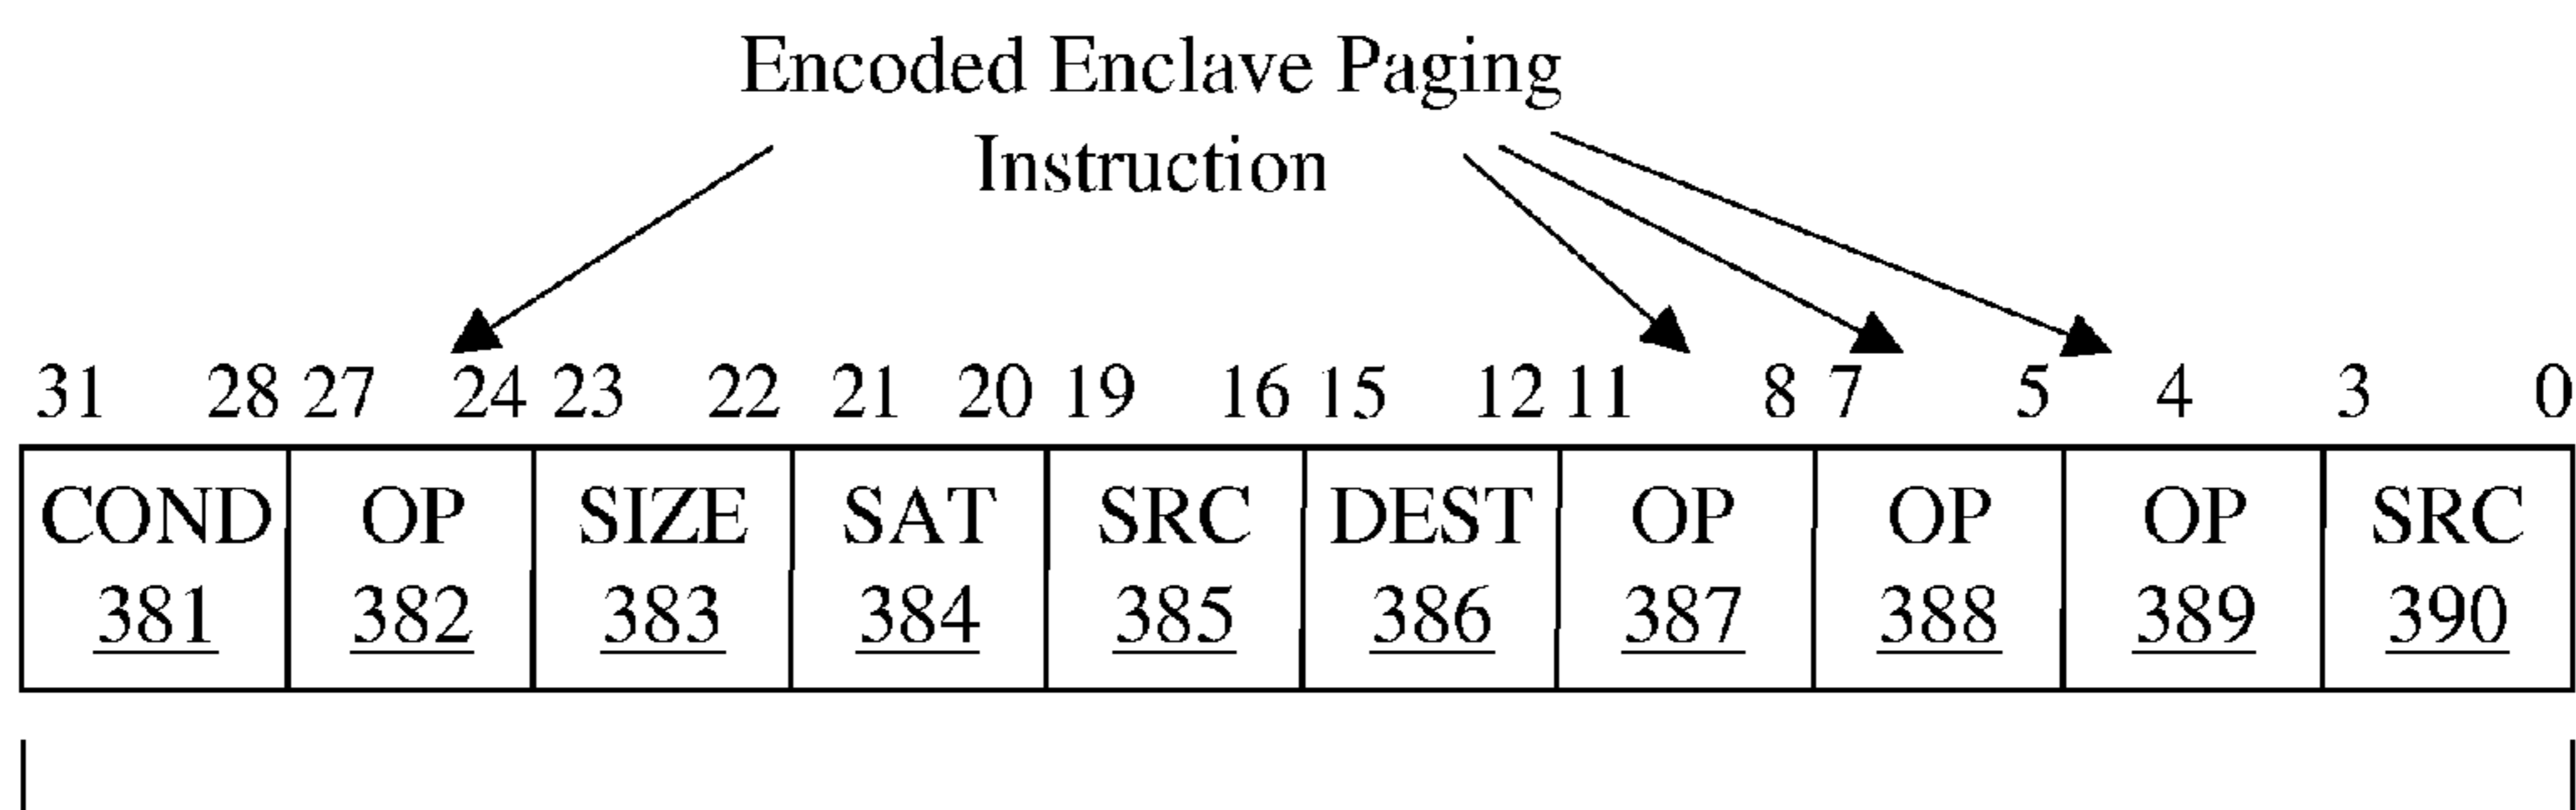 Encoded Enclave Paging
Instruction
31 28 27 24 23 22 21 20 19 16 15 12 11 8 7 5 4 3 0
COND OP SIZE SAT SRC DEST OP OP OP SRC
381 382 383 384 385 386 387 388 389 390